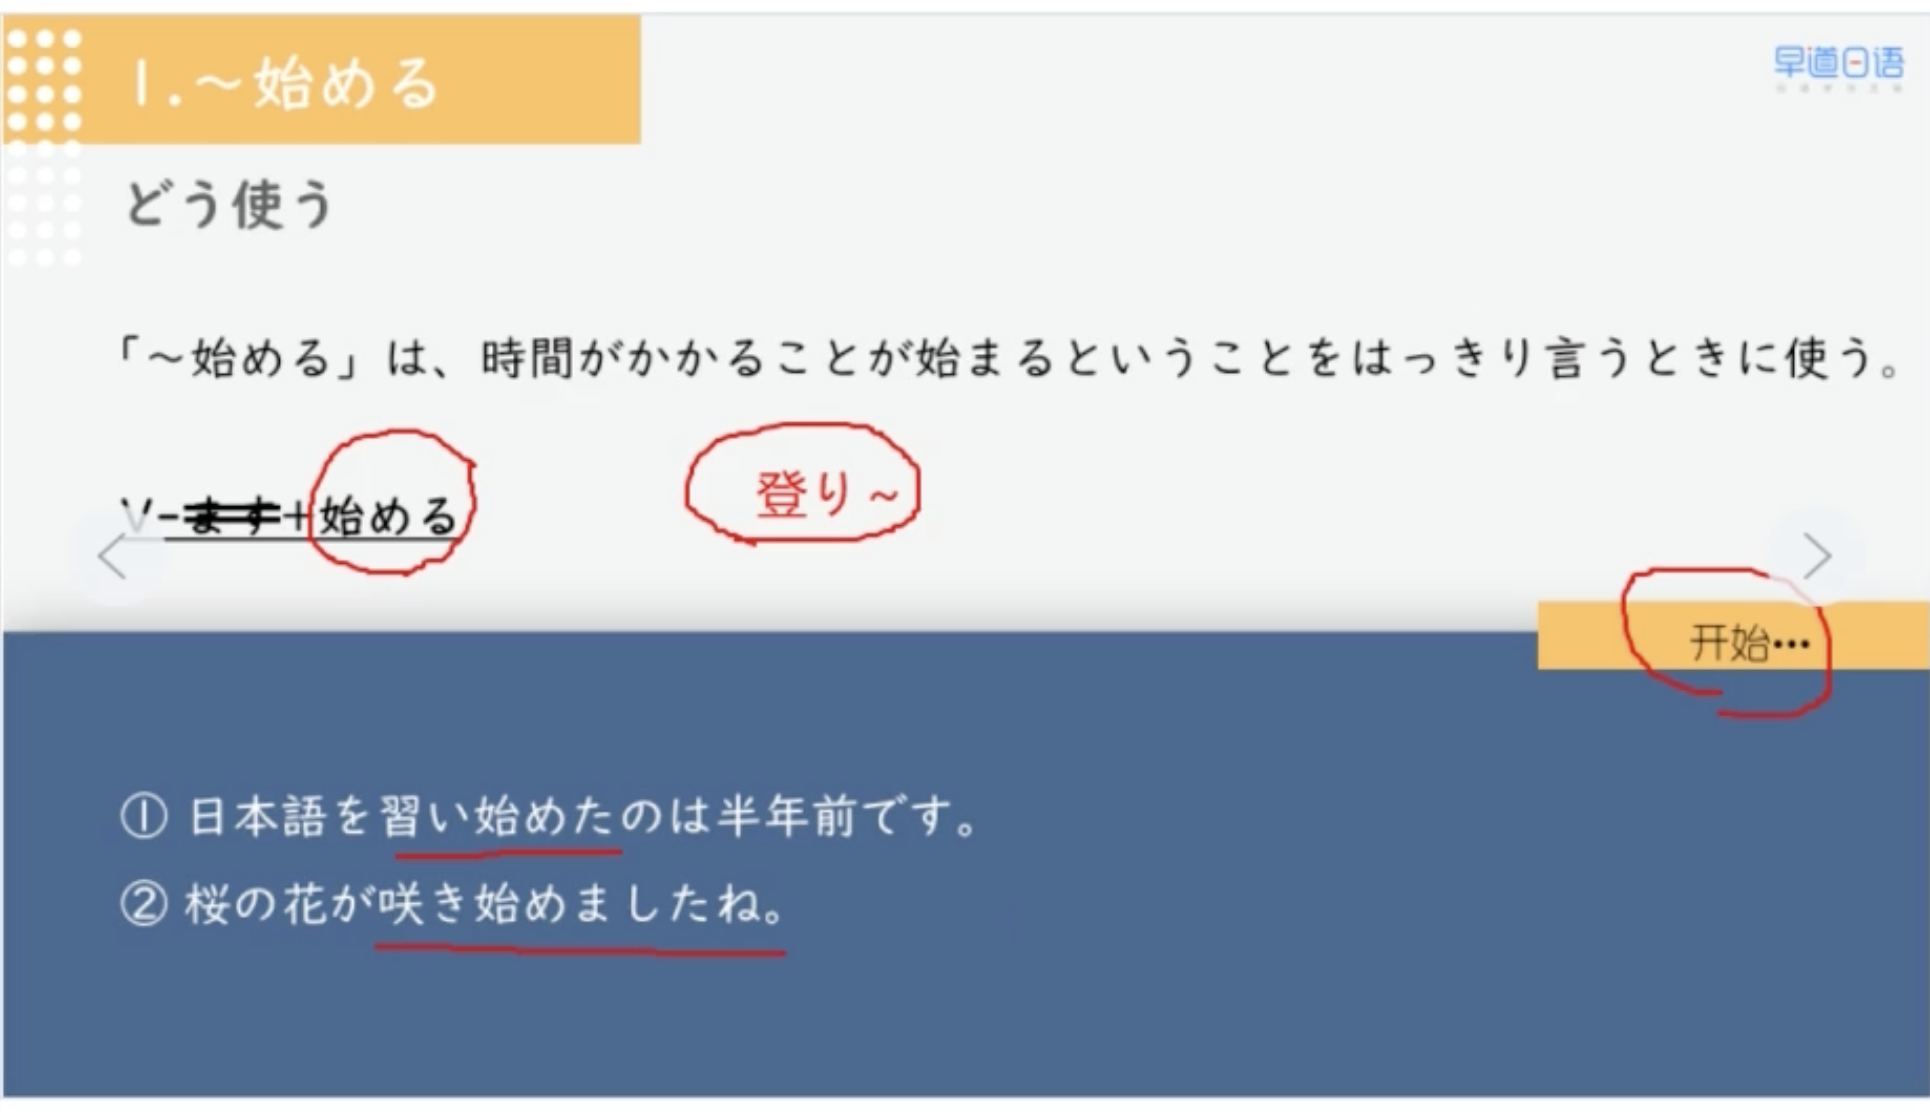 1.～始める
早道日语
どう使う
「～始める」は、時間がかかることが始まるということをはっきり言うときに使う。
V-ます+始める
登り~
开始…
① 日本語を習い始めたのは半年前です。
② 桜の花が咲き始めましたね。